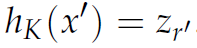 h_K(x′) = z_{r′}.